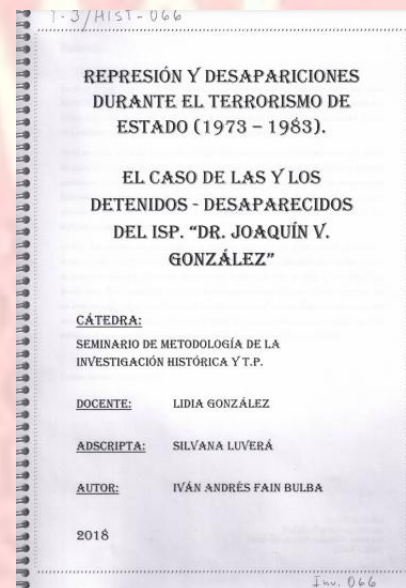 T-3/HIST-066
REPRESIÓN Y DESAPARICIONES
DURANTE EL TERRORISMO DE
ESTADO (1973 – 1983).
EL CASO DE LAS Y LOS
DETENIDOS - DESAPARECIDOS
DEL ISP. “DR. JOAQUÍN V.
GONZÁLEZ”
CÁTEDRA:
SEMINARIO DE METODOLOGÍA DE LA
INVESTIGACIÓN HISTÓRICA Y T.P.
DOCENTE: LIDIA GONZÁLEZ
ADSCRIPTA: SILVANA LUVERÁ
AUTOR: IVÁN ANDRÉS FAIN BULBA
2018
Inv. 066